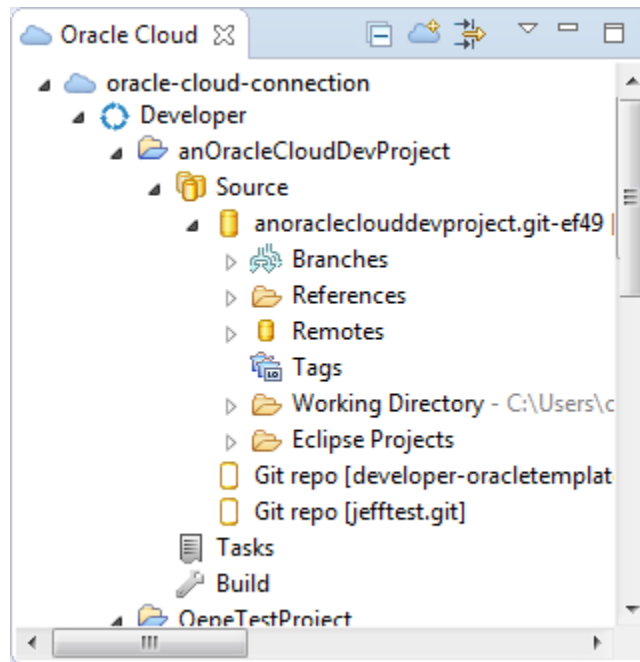 Oracle Cloud
oracle-cloud-connection
Developer
anOracleCloudDevProject
Source
anoracleclouddevproject.git-ef49
Branches
References
Remotes
Tags
Working Directory - C:\Users\c
Eclipse Projects
Git repo [developer-oracletemplat
Git repo [jefftest.git]
Tasks
Build
OepeTestProject